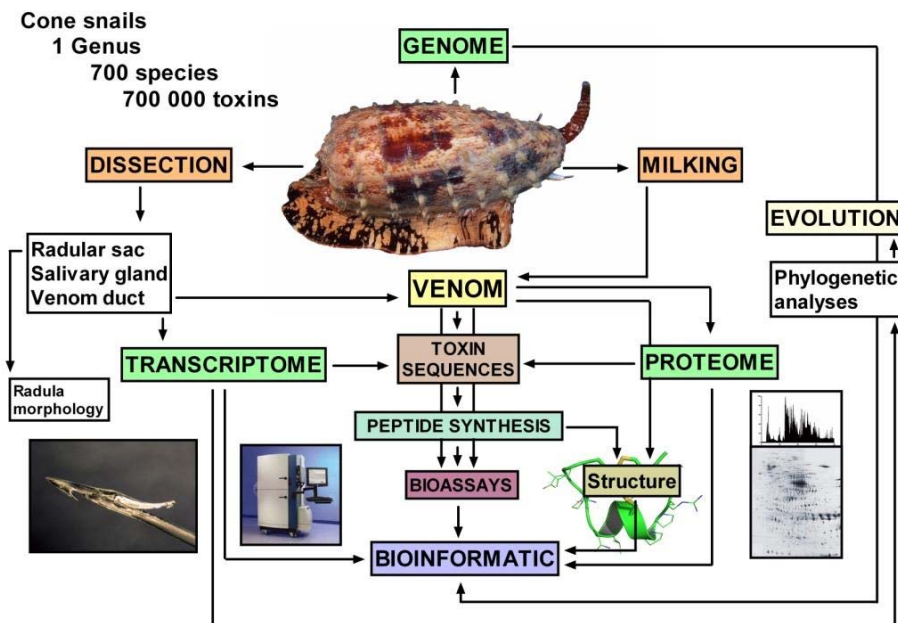 Cone snails
1 Genus
700 species
700 000 toxins
GENOME
DISSECTION
MILKING
EVOLUTION
Radular sac
Salivary gland
Venom duct
VENOM
Phylogenetic
analyses
TRANSCRIPTOME
TOXIN
SEQUENCES
PROTEOME
Radula
morphology
PEPTIDE SYNTHESIS
BIOASSAYS
Structure
BIOINFORMATIC